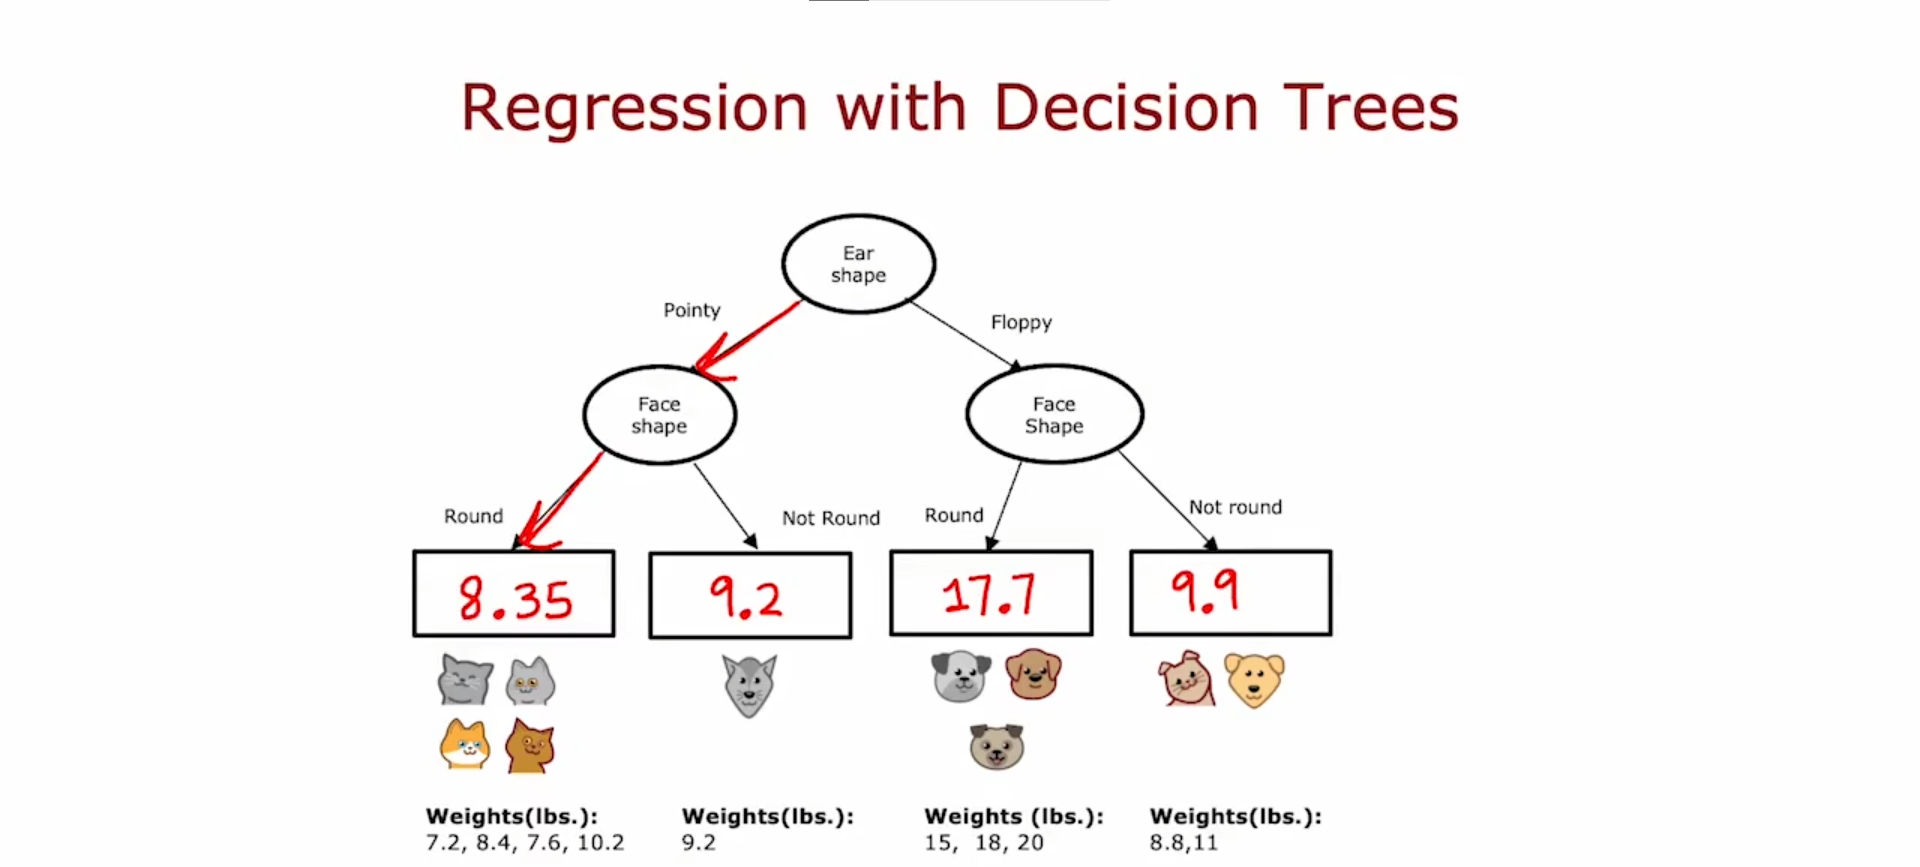 Regression with Decision Trees
Ear
shape
Pointy
Floppy
Face
shape
Face
Shape
Round
Not Round
Round
Not round
8.35
9.2
17.7
9.9
Weights(lbs.):
7.2, 8.4, 7.6, 10.2
Weights(lbs.):
9.2
Weights (lbs.):
15, 18, 20
Weights(lbs.):
8.8,11